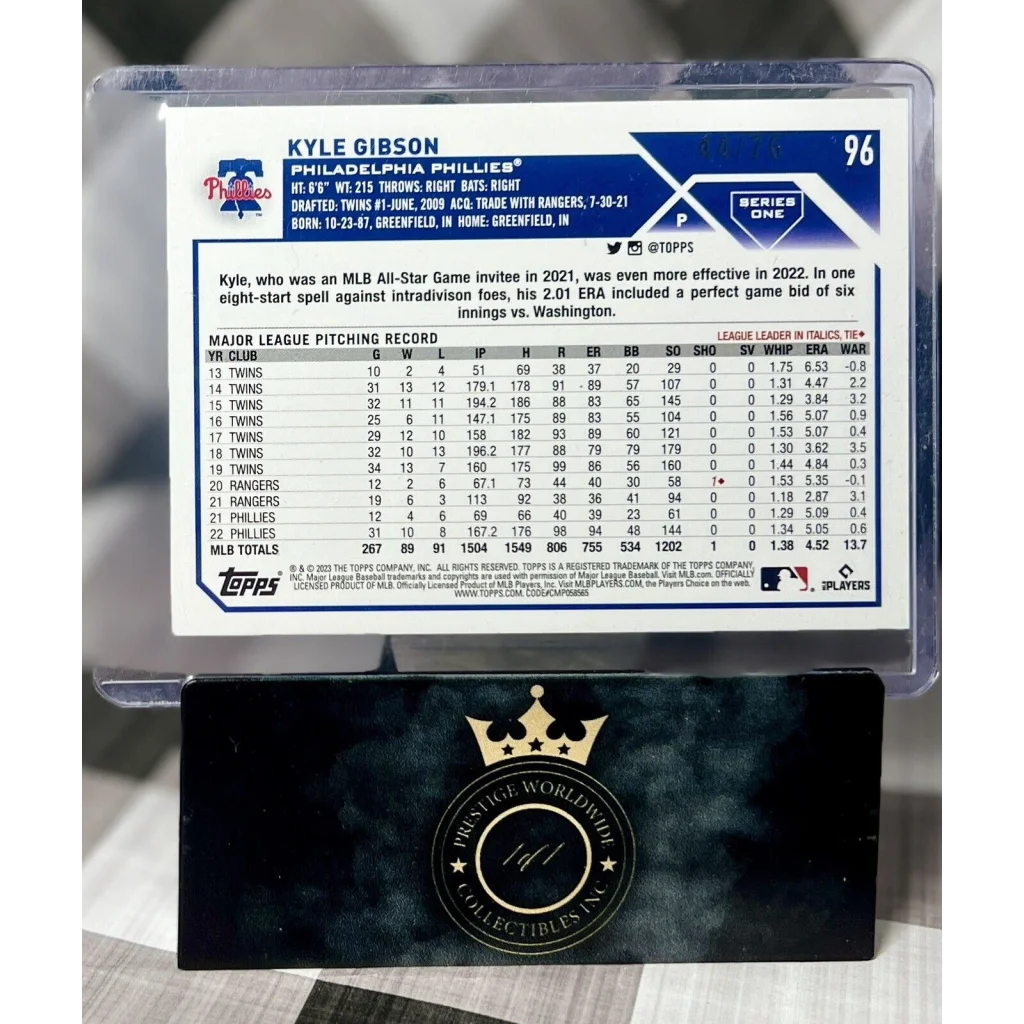 KYLE GIBSON
44/76
96
PHILADELPHIA PHILLIES®
Phillies™
HT: 6'6" WT: 215 THROWS: RIGHT BATS: RIGHT
DRAFTED: TWINS #1-JUNE, 2009 ACQ: TRADE WITH RANGERS, 7-30-21
BORN: 10-23-87, GREENFIELD, IN HOME: GREENFIELD, IN
P
SERIES
ONE
@TOPPS
Kyle, who was an MLB All-Star Game invitee in 2021, was even more effective in 2022. In one
eight-start spell against intradivison foes, his 2.01 ERA included a perfect game bid of six
innings vs. Washington.
MAJOR LEAGUE PITCHING RECORD LEAGUE LEADER IN ITALICS, TIE◆
YR CLUB G W L IP H R ER BB SO SHO SV WHIP ERA WAR
13 TWINS 10 2 4 51 69 38 37 20 29 0 0 1.75 6.53 -0.8
14 TWINS 31 13 12 179.1 178 91 89 57 107 0 0 1.31 4.47 2.2
15 TWINS 32 11 11 194.2 186 88 83 65 145 0 0 1.29 3.84 3.2
16 TWINS 25 6 11 147.1 175 89 83 55 104 0 0 1.56 5.07 0.9
17 TWINS 29 12 10 158 182 93 89 60 121 0 0 1.53 5.07 0.4
18 TWINS 32 10 13 196.2 177 88 79 79 179 0 0 1.30 3.62 3.5
19 TWINS 34 13 7 160 175 99 86 56 160 0 0 1.44 4.84 0.3
20 RANGERS 12 2 6 67.1 73 44 40 30 58 1◆ 0 1.53 5.35 -0.1
21 RANGERS 19 6 3 113 92 38 36 41 94 0 0 1.18 2.87 3.1
21 PHILLIES 12 4 6 69 66 40 39 23 61 0 0 1.29 5.09 0.4
22 PHILLIES 31 10 8 167.2 176 98 94 48 144 0 0 1.34 5.05 0.6
MLB TOTALS 267 89 91 1504 1549 806 755 534 1202 1 0 1.38 4.52 13.7
TOPPS
® & © 2023 THE TOPPS COMPANY, INC. ALL RIGHTS RESERVED. TOPPS IS A REGISTERED TRADEMARK OF THE TOPPS COMPANY,
INC. Major League Baseball trademarks and copyrights are used with permission of Major League Baseball. Visit MLB.com. OFFICIALLY
LICENSED PRODUCT OF MLB. Officially Licensed Product of MLB Players, Inc. Visit MLBPLAYERS.COM, the Players Choice on the web.
WWW.TOPPS.COM. CODE#CMP058565
PLAYERS
PRESTIGE WORLDWIDE
1 of 1
COLLECTIBLES INC.